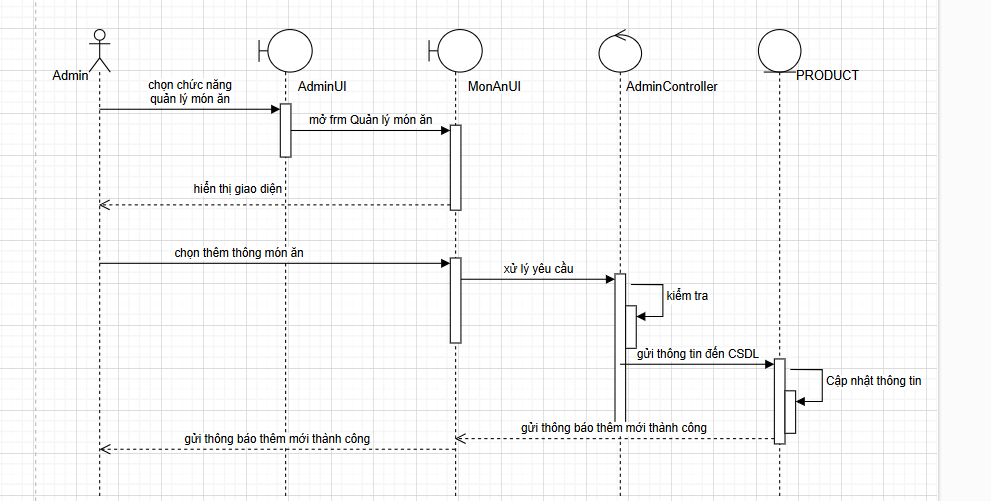 Admin
AdminUI
MonAnUI
AdminController
PRODUCT
chọn chức năng
quản lý món ăn
mở frm Quản lý món ăn
hiển thị giao diện
chọn thêm thông món ăn
xử lý yêu cầu
kiểm tra
gửi thông tin đến CSDL
Cập nhật thông tin
gửi thông báo thêm mới thành công
gửi thông báo thêm mới thành công